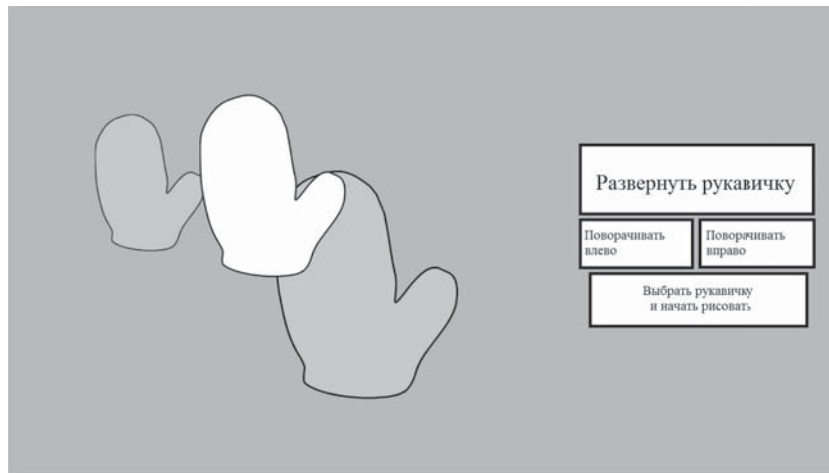 Развернуть рукавичку
Поворачивать
влево
Поворачивать
вправо
Выбрать рукавичку
и начать рисовать